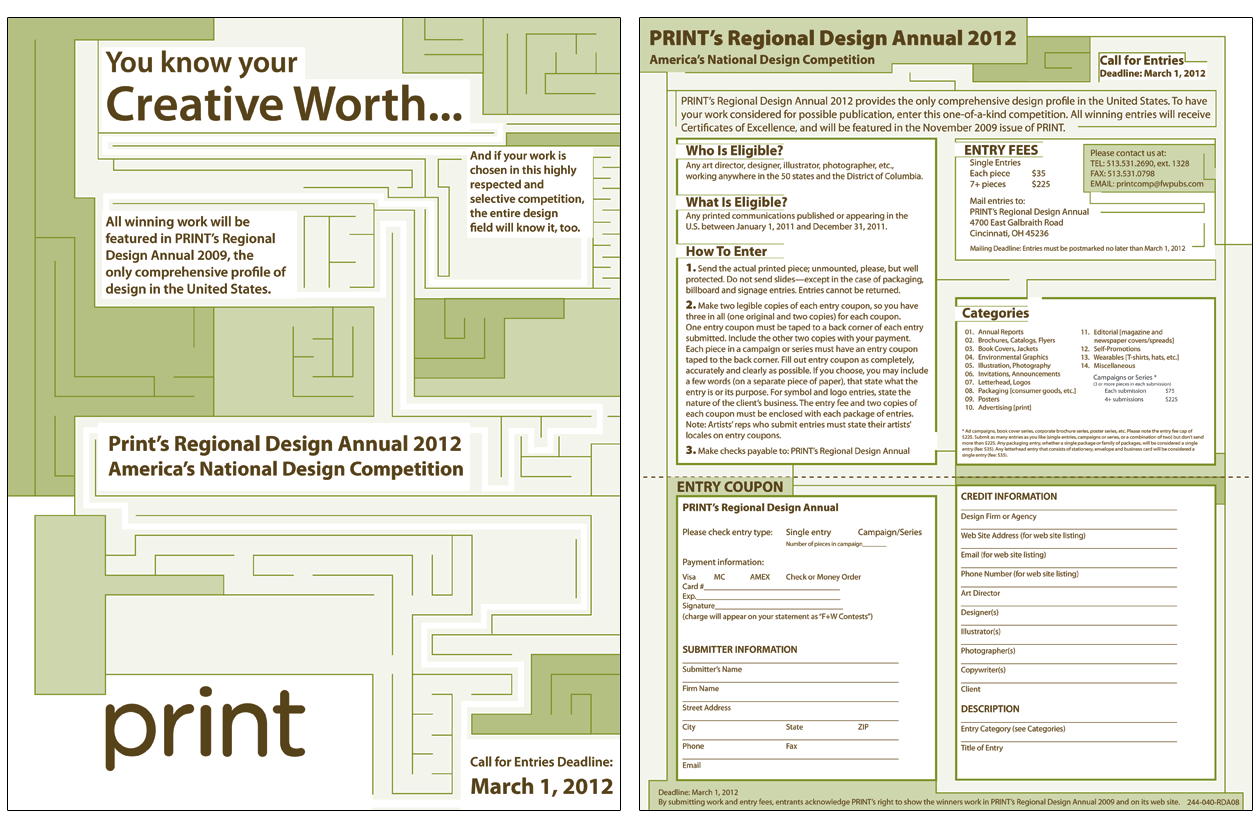 You know your
Creative Worth...
And if your work is
chosen in this highly
respected and
selective competition,
the entire design
field will know it, too.
All winning work will be
featured in PRINT's Regional
Design Annual 2009, the
only comprehensive profile of
design in the United States.
Print's Regional Design Annual 2012
America's National Design Competition
print
Call for Entries Deadline:
March 1, 2012
PRINT's Regional Design Annual 2012
America's National Design Competition
Call for Entries
Deadline: March 1, 2012
PRINT's Regional Design Annual 2012 provides the only comprehensive design profile in the United States. To have
your work considered for possible publication, enter this one-of-a-kind competition. All winning entries will receive
Certificates of Excellence, and will be featured in the November 2009 issue of PRINT.
Who Is Eligible?
Any art director, designer, illustrator, photographer, etc.,
working anywhere in the 50 states and the District of Columbia.
What Is Eligible?
Any printed communications published or appearing in the
U.S. between January 1, 2011 and December 31, 2011.
How To Enter
1. Send the actual printed piece; unmounted, please, but well
protected. Do not send slides—except in the case of packaging,
billboard and signage entries. Entries cannot be returned.
2. Make two legible copies of each entry coupon, so you have
three in all (one original and two copies) for each coupon.
One entry coupon must be taped to a back corner of each entry
submitted. Include the other two copies with your payment.
Each piece in a campaign or series must have an entry coupon
taped to the back corner. Fill out entry coupon as completely,
accurately and clearly as possible. If you choose, you may include
a few words (on a separate piece of paper), that state what the
entry is or its purpose. For symbol and logo entries, state the
nature of the client's business. The entry fee and two copies of
each coupon must be enclosed with each package of entries.
Note: Artists' reps who submit entries must state their artists'
locales on entry coupons.
3. Make checks payable to: PRINT's Regional Design Annual
ENTRY FEES
Single Entries
Each piece $35
7+ pieces $225
Please contact us at:
TEL: 513.531.2690, ext. 1328
FAX: 513.531.0798
EMAIL: printcomp@fwpubs.com
Mail entries to:
PRINT's Regional Design Annual
4700 East Galbraith Road
Cincinnati, OH 45236
Mailing Deadline: Entries must be postmarked no later than March 1, 2012
Categories
01. Annual Reports
02. Brochures, Catalogs, Flyers
03. Book Covers, Jackets
04. Environmental Graphics
05. Illustration, Photography
06. Invitations, Announcements
07. Letterhead, Logos
08. Packaging [consumer goods, etc.]
09. Posters
10. Advertising [print]
11. Editorial [magazine and
newspaper covers/spreads]
12. Self-Promotions
13. Wearables [T-shirts, hats, etc.]
14. Miscellaneous
Campaigns or Series *
(3 or more pieces in each submission)
Each submission $75
4+ submissions $225
* Ad campaigns, book cover series, corporate brochure series, poster series, etc. Please note the entry fee cap of
$225. Submit as many entries as you like (single entries, campaigns or series, or a combination of two) but don't send
more than $225. Any packaging entry, whether a single package or family of packages, will be considered a single
entry (fee: $35). Any letterhead entry that consists of stationery, envelope and business card will be considered a
single entry (fee: $35).
ENTRY COUPON
PRINT's Regional Design Annual
Please check entry type: Single entry Campaign/Series
Number of pieces in campaign
Payment information:
Visa MC AMEX Check or Money Order
Card #
Exp.
Signature
(charge will appear on your statement as "F+W Contests")
SUBMITTER INFORMATION
Submitter's Name
Firm Name
Street Address
City State ZIP
Phone Fax
Email
CREDIT INFORMATION
Design Firm or Agency
Web Site Address (for web site listing)
Email (for web site listing)
Phone Number (for web site listing)
Art Director
Designer(s)
Illustrator(s)
Photographer(s)
Copywriter(s)
Client
DESCRIPTION
Entry Category (see Categories)
Title of Entry
Deadline: March 1, 2012
By submitting work and entry fees, entrants acknowledge PRINT's right to show the winners work in PRINT's Regional Design Annual 2009 and on its web site. 244-040-RDA08